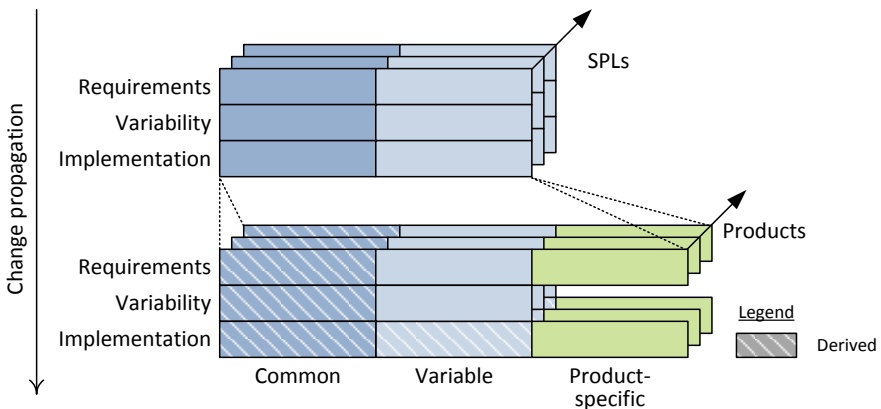 Change propagation
SPLs
Requirements
Variability
Implementation
Products
Requirements
Variability
Implementation
Legend
Derived
Common
Variable
Product-
specific